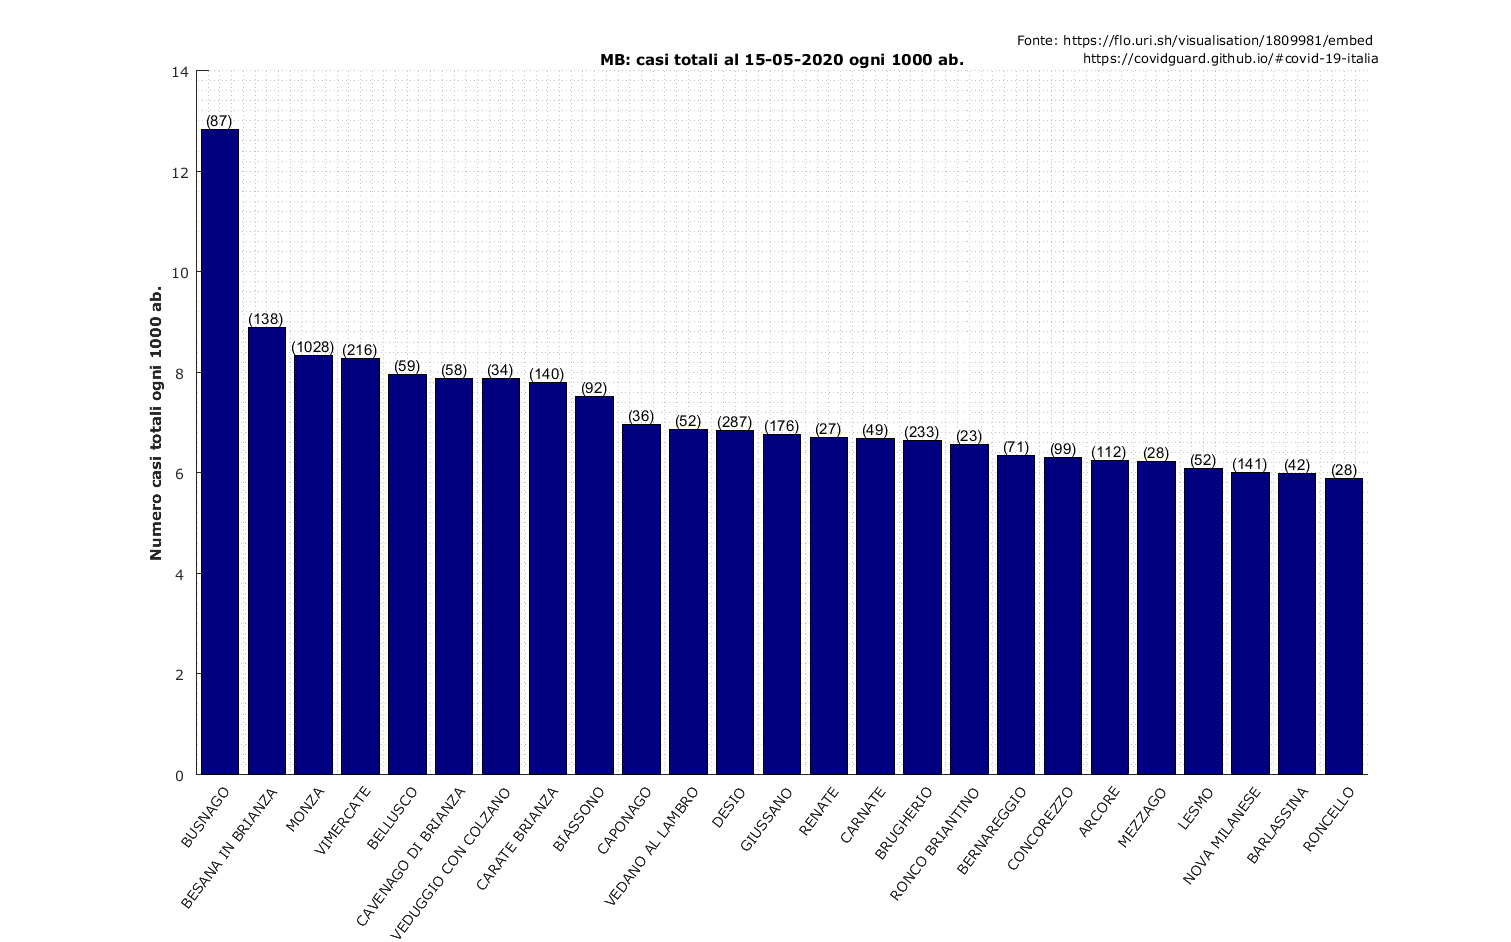 Fonte: https://flo.uri.sh/visualisation/1809981/embed
https://covidguard.github.io/#covid-19-italia
MB: casi totali al 15-05-2020 ogni 1000 ab.
Numero casi totali ogni 1000 ab.
14
12
10
8
6
4
2
0
(87)
(138)
(1028)
(216)
(59)
(58)
(34)
(140)
(92)
(36)
(52)
(287)
(176)
(27)
(49)
(233)
(23)
(71)
(99)
(112)
(28)
(52)
(141)
(42)
(28)
BUSNAGO
BESANA IN BRIANZA
MONZA
VIMERCATE
BELLUSCO
CAVENAGO DI BRIANZA
VEDUGGIO CON COLZANO
CARATE BRIANZA
BIASSONO
CAPONAGO
VEDANO AL LAMBRO
DESIO
GIUSSANO
RENATE
CARNATE
BRUGHERIO
RONCO BRIANTINO
BERNAREGGIO
CONCOREZZO
ARCORE
MEZZAGO
LESMO
NOVA MILANESE
BARLASSINA
RONCELLO